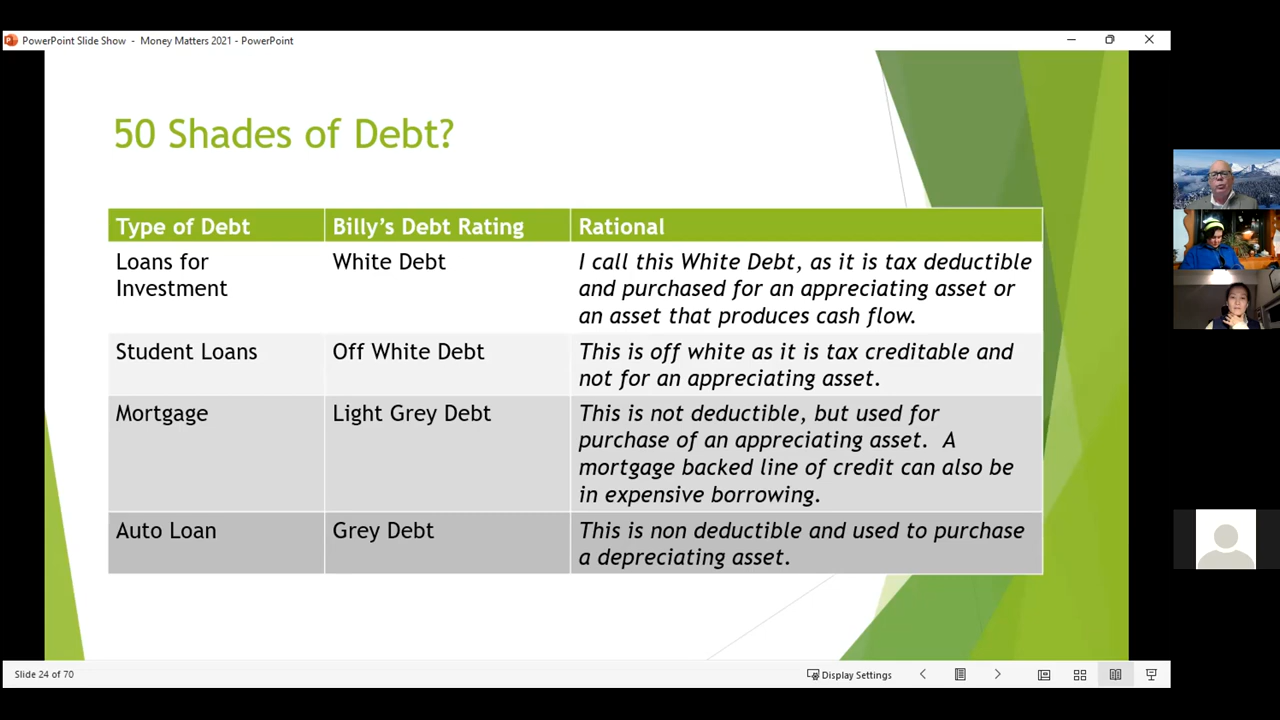 PowerPoint Slide Show - Money Matters 2021 - PowerPoint
50 Shades of Debt?
Type of Debt
Billy's Debt Rating
Rational
Loans for
Investment
White Debt
I call this White Debt, as it is tax deductible
and purchased for an appreciating asset or
an asset that produces cash flow.
Student Loans
Off White Debt
This is off white as it is tax creditable and
not for an appreciating asset.
Mortgage
Light Grey Debt
This is not deductible, but used for
purchase of an appreciating asset. A
mortgage backed line of credit can also be
in expensive borrowing.
Auto Loan
Grey Debt
This is non deductible and used to purchase
a depreciating asset.
Slide 24 of 70
Display Settings